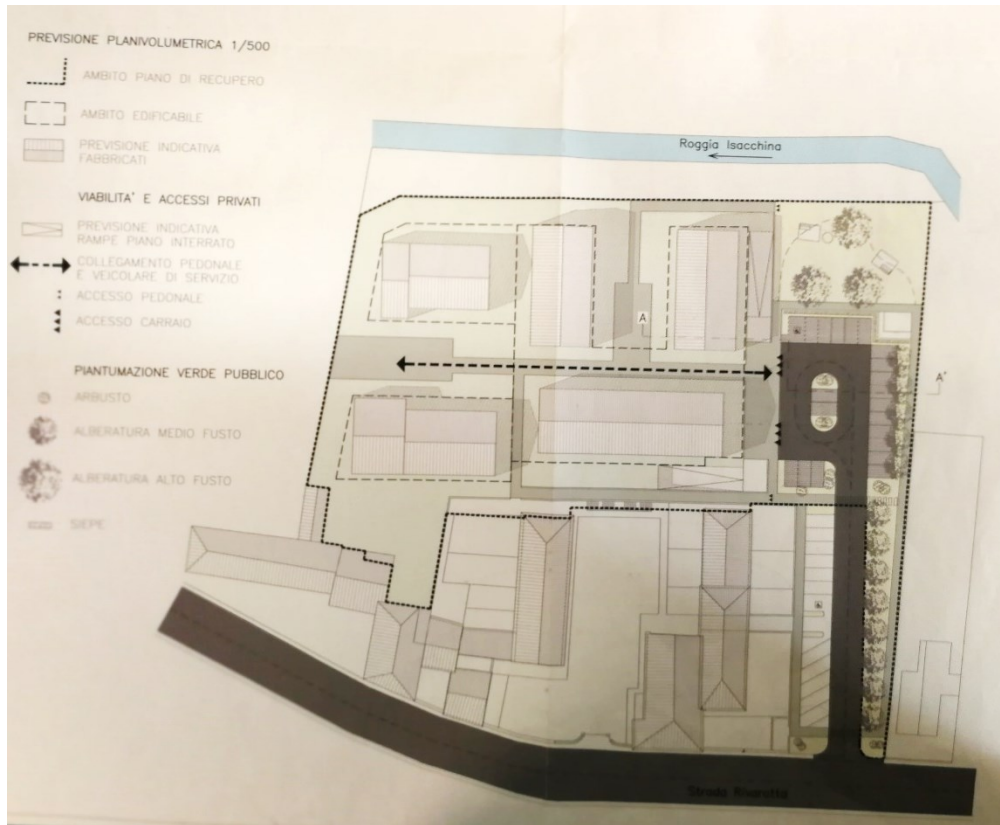 PREVISIONE PLANIVOLUMETRICA 1/500
AMBITO PIANO DI RECUPERO
AMBITO EDIFICABILE
PREVISIONE INDICATIVA
FABBRICATI
VIABILITA' E ACCESSI PRIVATI
PREVISIONE INDICATIVA
RAMPE PIANO INTERRATO
COLLEGAMENTO PEDONALE
E VEICOLARE DI SERVIZIO
ACCESSO PEDONALE
ACCESSO CARRAIO
PIANTUMAZIONE VERDE PUBBLICO
ARBUSTO
ALBERATURA MEDIO FUSTO
ALBERATURA ALTO FUSTO
SIEPE
Roggia Isacchina
A
A'
Strada Rivarotta